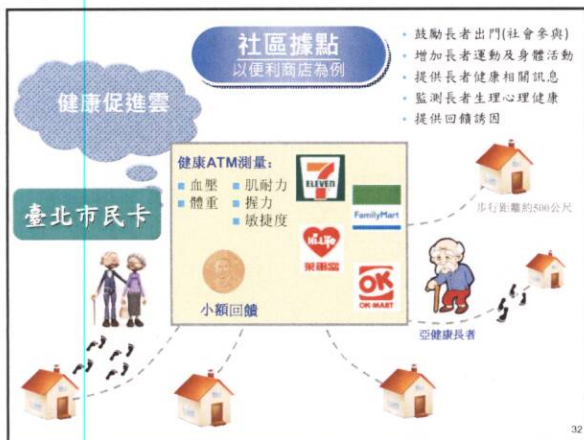 社區據點
以便利商店為例
• 鼓勵長者出門(社會參與)
• 增加長者運動及身體活動
• 提供長者健康相關訊息
• 監測長者生理心理健康
• 提供回饋誘因
健康促進雲
健康ATM測量:
■ 血壓 ■ 肌耐力
■ 體重 ■ 握力
■ 敏捷度
7
ELEVEN
FamilyMart
Hi-Life
萊爾富
OK
OK·MART
臺北市民卡
小額回饋
步行距離約500公尺
亞健康長者
32